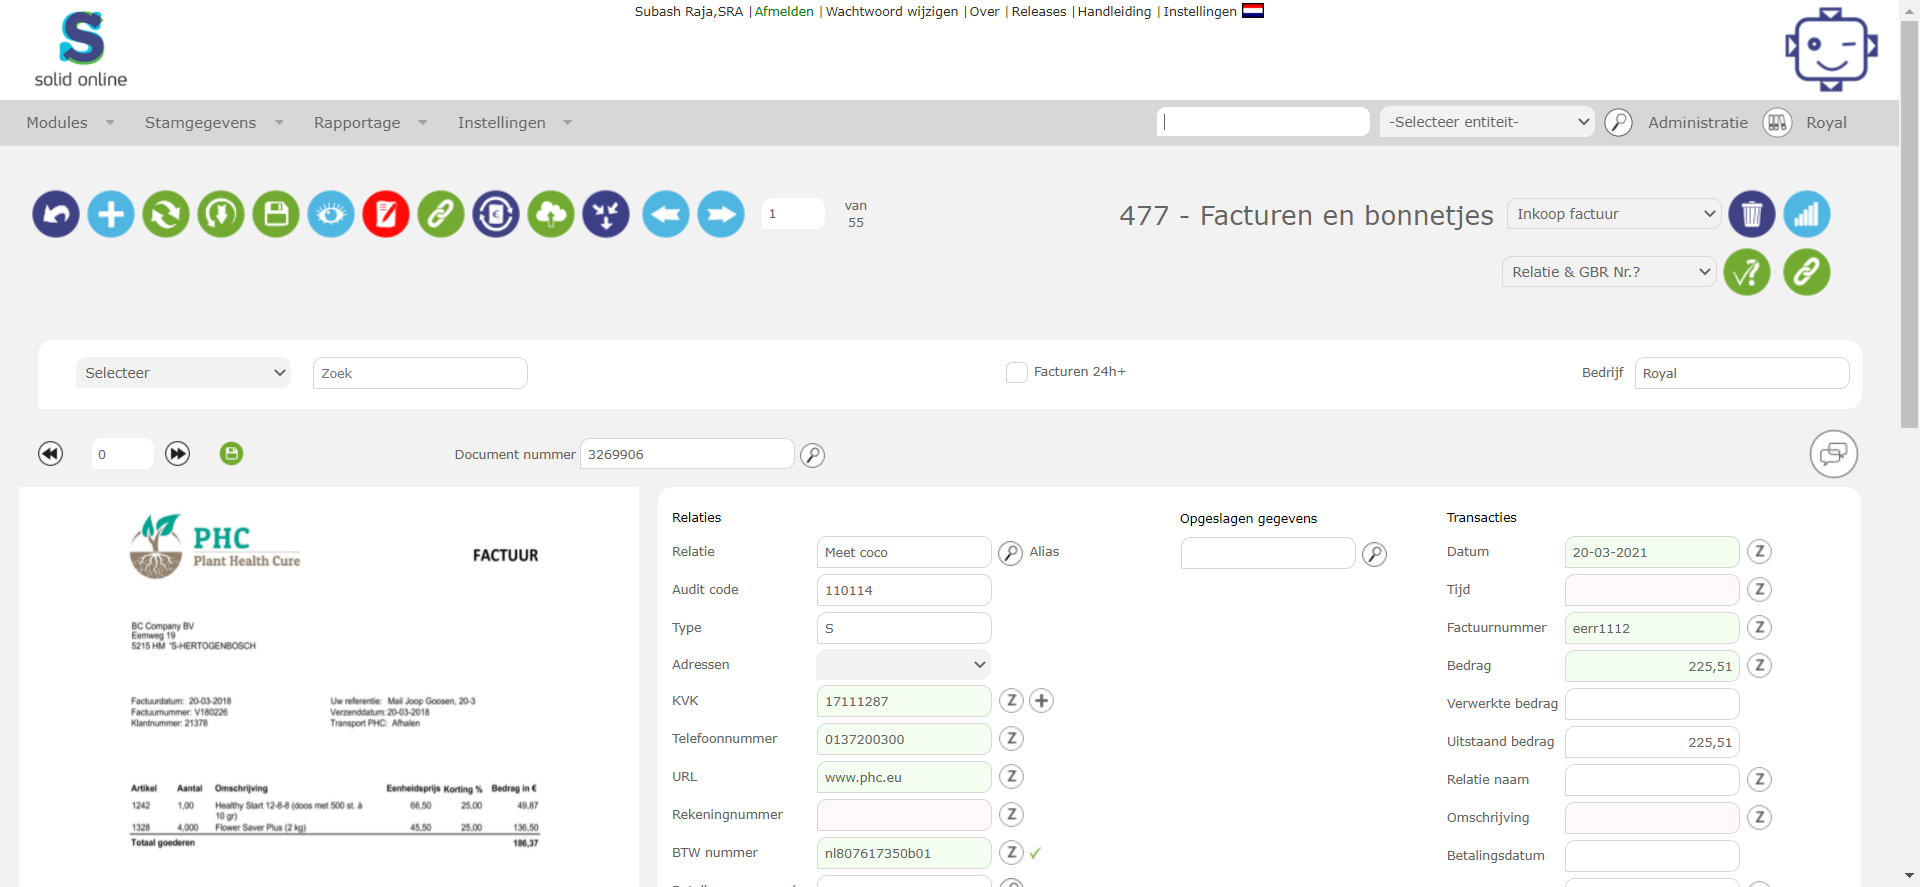 Subash Raja,SRA | Afmelden | Wachtwoord wijzigen | Over | Releases | Handleiding | Instellingen
S
solid online
Modules Stamgegevens Rapportage Instellingen -Selecteer entiteit- Administratie Royal
1 van
55
477 - Facturen en bonnetjes Inkoop factuur
Relatie & GBR Nr.?
Selecteer Zoek Facturen 24h+ Bedrijf Royal
0 Document nummer 3269906
PHC
Plant Health Cure
FACTUUR
BC Company BV
Eemweg 19
5215 HM 'S-HERTOGENBOSCH
Factuurdatum: 20-03-2018 Uw referentie: Mail Joop Goosen, 20-3
Factuurnummer: V180226 Verzenddatum:20-03-2018
Klantnummer: 21378 Transport PHC: Afhalen
Artikel Aantal Omschrijving Eenheidsprijs Korting % Bedrag in €
1242 1,00 Healthy Start 12-8-8 (doos met 500 st. à 66,50 25,00 49,87
10 gr)
1328 4,000 Flower Saver Plus (2 kg) 45,50 25,00 136,50
Totaal goederen 186,37
Relaties Opgeslagen gegevens Transacties
Relatie Meet coco Alias Datum 20-03-2021 Z
Audit code 110114 Tijd Z
Type S Factuurnummer eerr1112 Z
Adressen Bedrag 225,51 Z
KVK 17111287 Z Verwerkte bedrag
Telefoonnummer 0137200300 Z Uitstaand bedrag 225,51
URL www.phc.eu Z Relatie naam Z
Rekeningnummer Z Omschrijving Z
BTW nummer nl807617350b01 Z Betalingsdatum